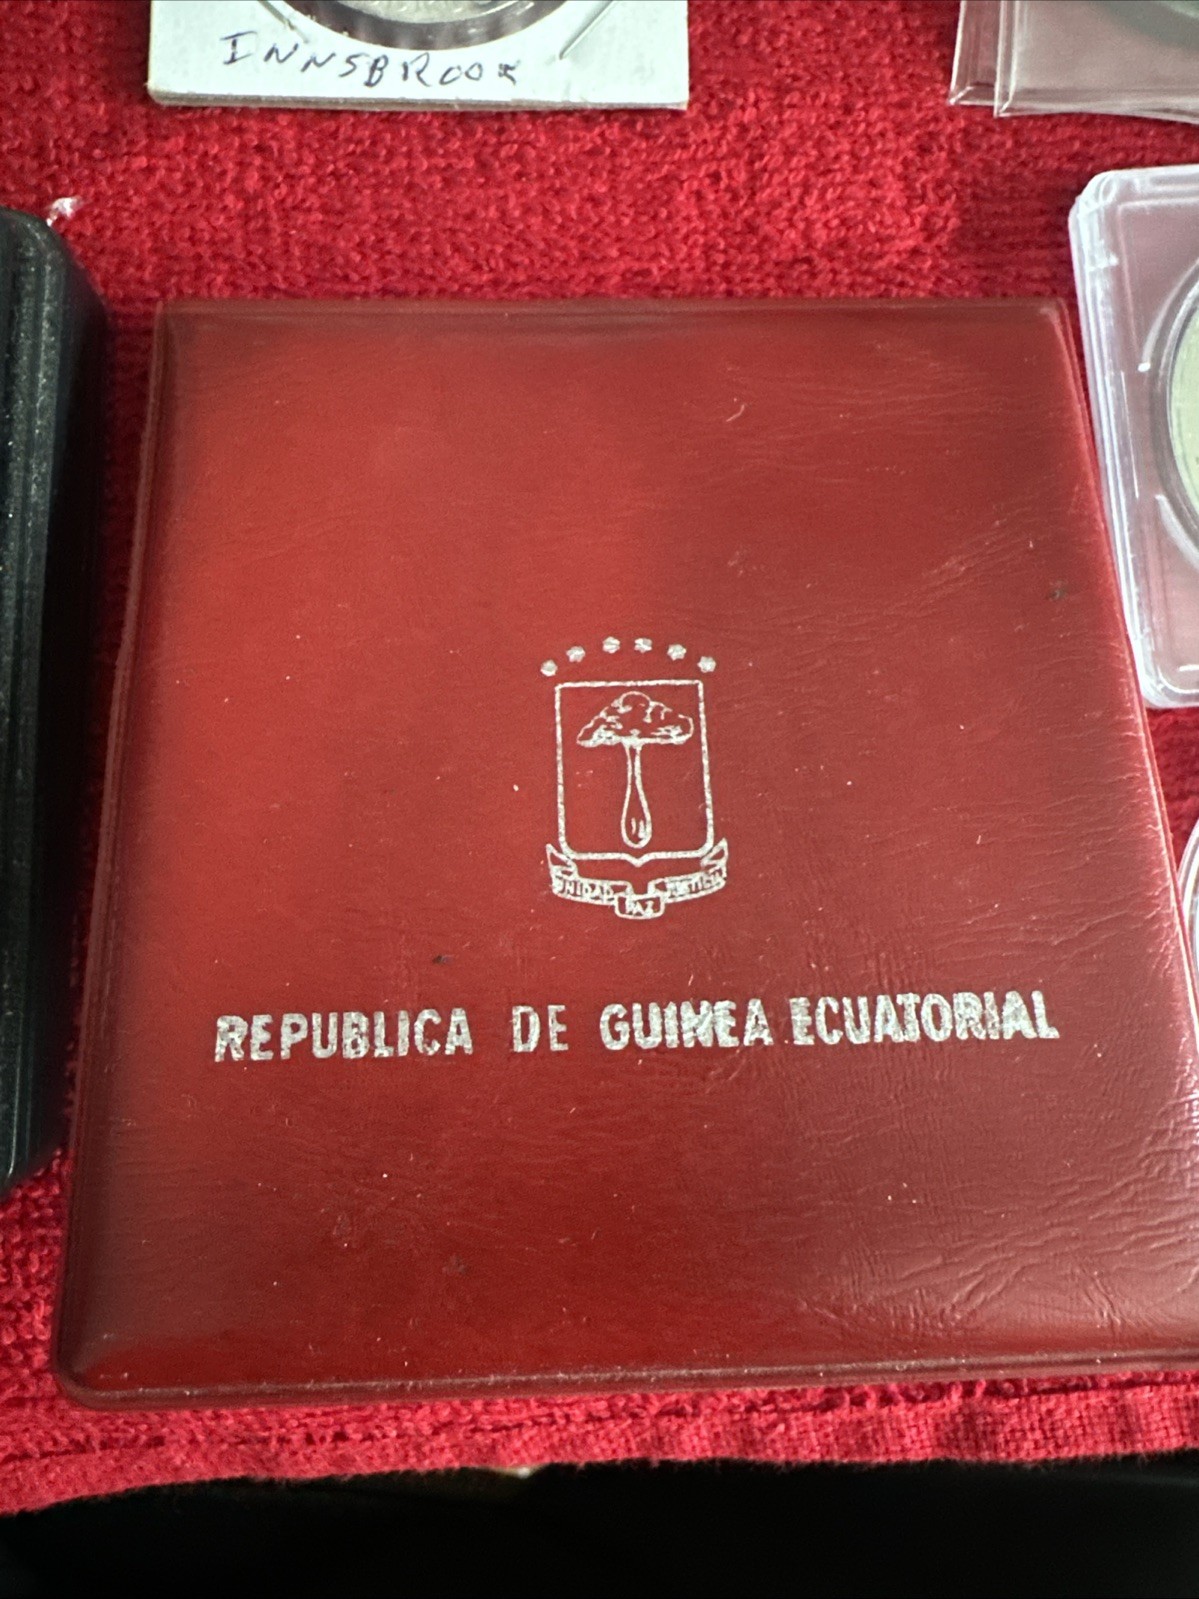 INNSBROOK
UNIDAD PAZ JUSTICIA
REPUBLICA DE GUINEA ECUATORIAL